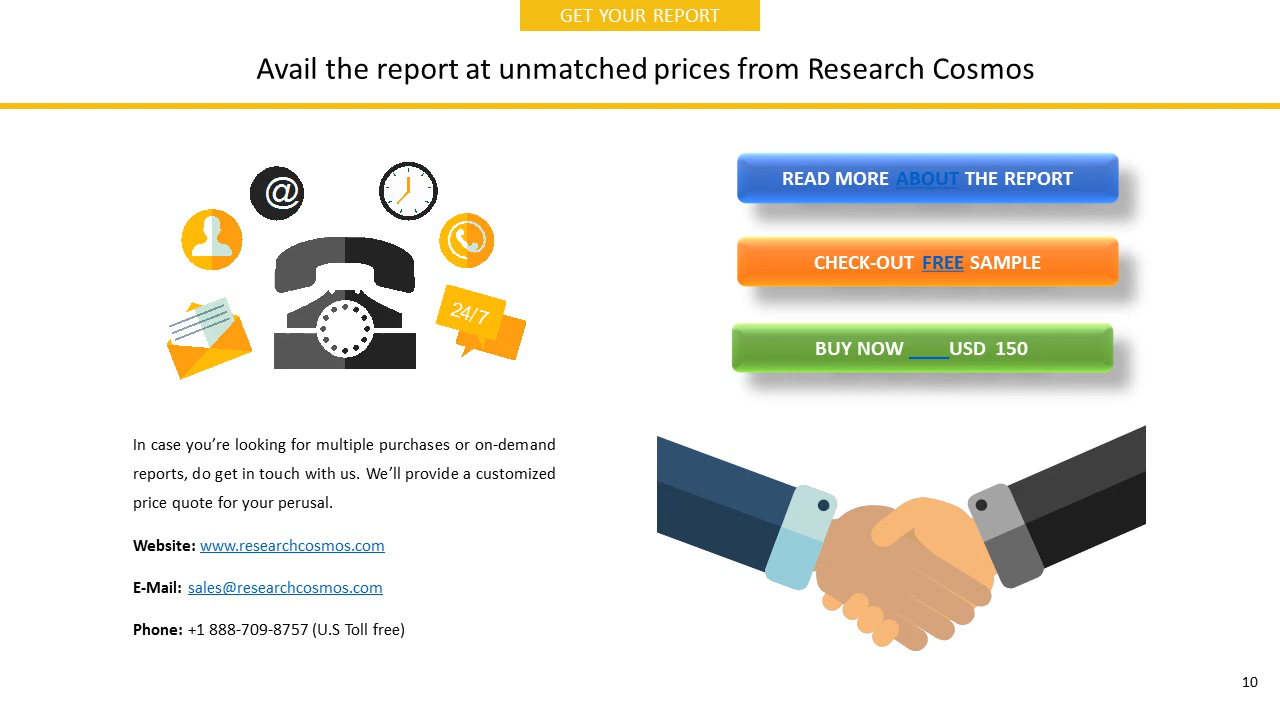 GET YOUR REPORT
Avail the report at unmatched prices from Research Cosmos
@
24/7
READ MORE ABOUT THE REPORT
CHECK-OUT FREE SAMPLE
BUY NOW ____USD 150
In case you’re looking for multiple purchases or on-demand
reports, do get in touch with us. We’ll provide a customized
price quote for your perusal.
Website: www.researchcosmos.com
E-Mail: sales@researchcosmos.com
Phone: +1 888-709-8757 (U.S Toll free)
10